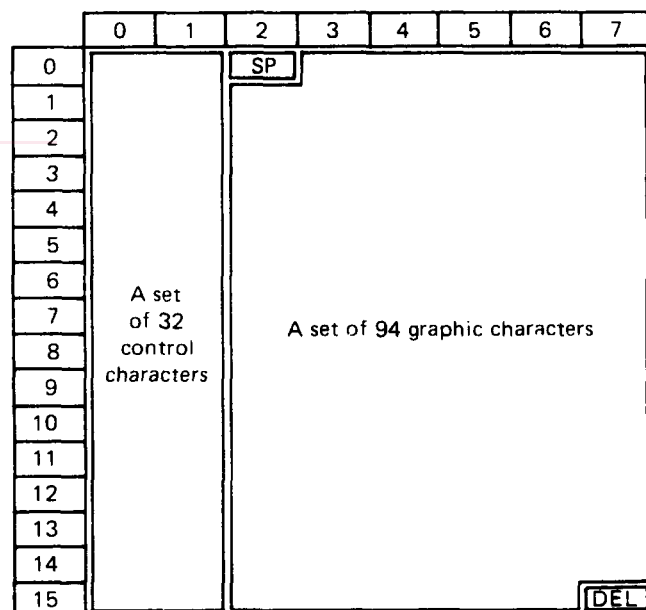 0 1 2 3 4 5 6 7
0 SP
1
2
3
4
5
6
A set
7 of 32 A set of 94 graphic characters
8 control
characters
9
10
11
12
13
14
15 DEL